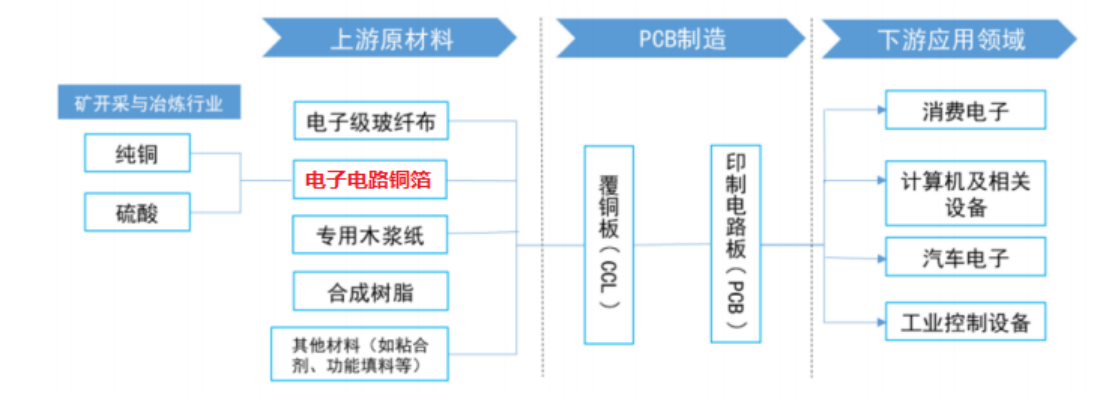 上游原材料
PCB制造
下游应用领域
矿开采与冶炼行业
纯铜
硫酸
电子级玻纤布
电子电路铜箔
专用木浆纸
合成树脂
其他材料（如粘合
剂、功能填料等）
覆铜板（CCL）
印制电路板（PCB）
消费电子
计算机及相关
设备
汽车电子
工业控制设备